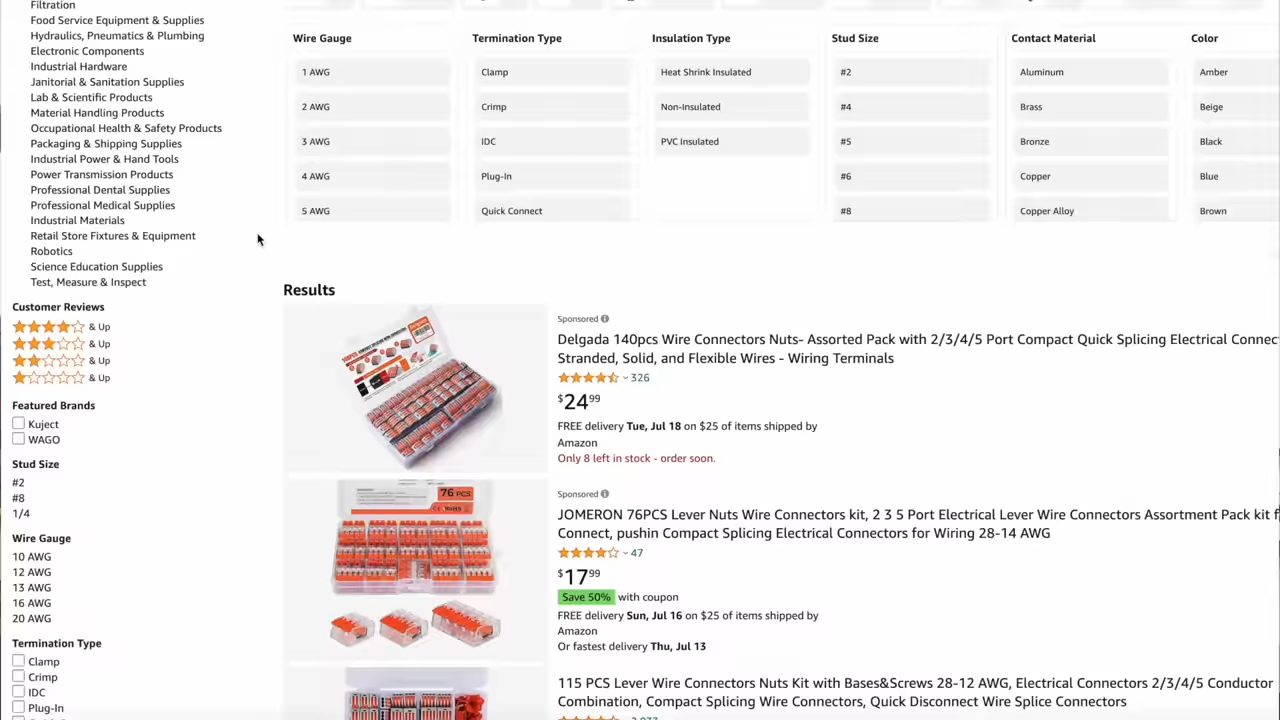 Filtration
Food Service Equipment & Supplies
Hydraulics, Pneumatics & Plumbing
Electronic Components
Industrial Hardware
Janitorial & Sanitation Supplies
Lab & Scientific Products
Material Handling Products
Occupational Health & Safety Products
Packaging & Shipping Supplies
Industrial Power & Hand Tools
Power Transmission Products
Professional Dental Supplies
Professional Medical Supplies
Industrial Materials
Retail Store Fixtures & Equipment
Robotics
Science Education Supplies
Test, Measure & Inspect
Customer Reviews
& Up
& Up
& Up
& Up
Featured Brands
Kuject
WAGO
Stud Size
#2
#8
1/4
Wire Gauge
10 AWG
12 AWG
13 AWG
16 AWG
20 AWG
Termination Type
Clamp
Crimp
IDC
Plug-In
Wire Gauge
1 AWG
2 AWG
3 AWG
4 AWG
5 AWG
Termination Type
Clamp
Crimp
IDC
Plug-In
Quick Connect
Insulation Type
Heat Shrink Insulated
Non-Insulated
PVC Insulated
Stud Size
#2
#4
#5
#6
#8
Contact Material
Aluminum
Brass
Bronze
Copper
Copper Alloy
Color
Amber
Beige
Black
Blue
Brown
Results
Sponsored
Delgada 140pcs Wire Connectors Nuts- Assorted Pack with 2/3/4/5 Port Compact Quick Splicing Electrical Connec
Stranded, Solid, and Flexible Wires - Wiring Terminals
326
$2499
FREE delivery Tue, Jul 18 on $25 of items shipped by
Amazon
Only 8 left in stock - order soon.
76 PCS
Sponsored
JOMERON 76PCS Lever Nuts Wire Connectors kit, 2 3 5 Port Electrical Lever Wire Connectors Assortment Pack kit f
Connect, pushin Compact Splicing Electrical Connectors for Wiring 28-14 AWG
47
$1799
Save 50% with coupon
FREE delivery Sun, Jul 16 on $25 of items shipped by
Amazon
Or fastest delivery Thu, Jul 13
115 PCS Lever Wire Connectors Nuts Kit with Bases&Screws 28-12 AWG, Electrical Connectors 2/3/4/5 Conductor
Combination, Compact Splicing Wire Connectors, Quick Disconnect Wire Splice Connectors